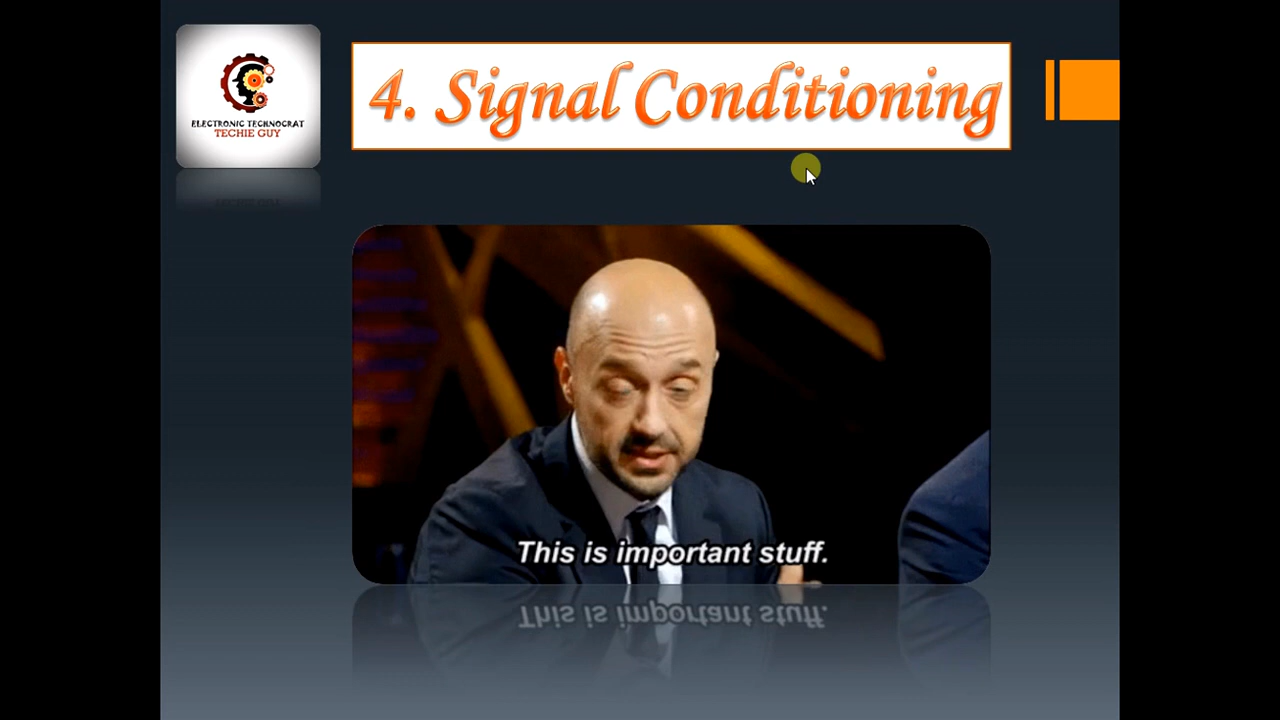 4. Signal Conditioning
ELECTRONIC TECHNOCRAT
TECHIE GUY
This is important stuff.